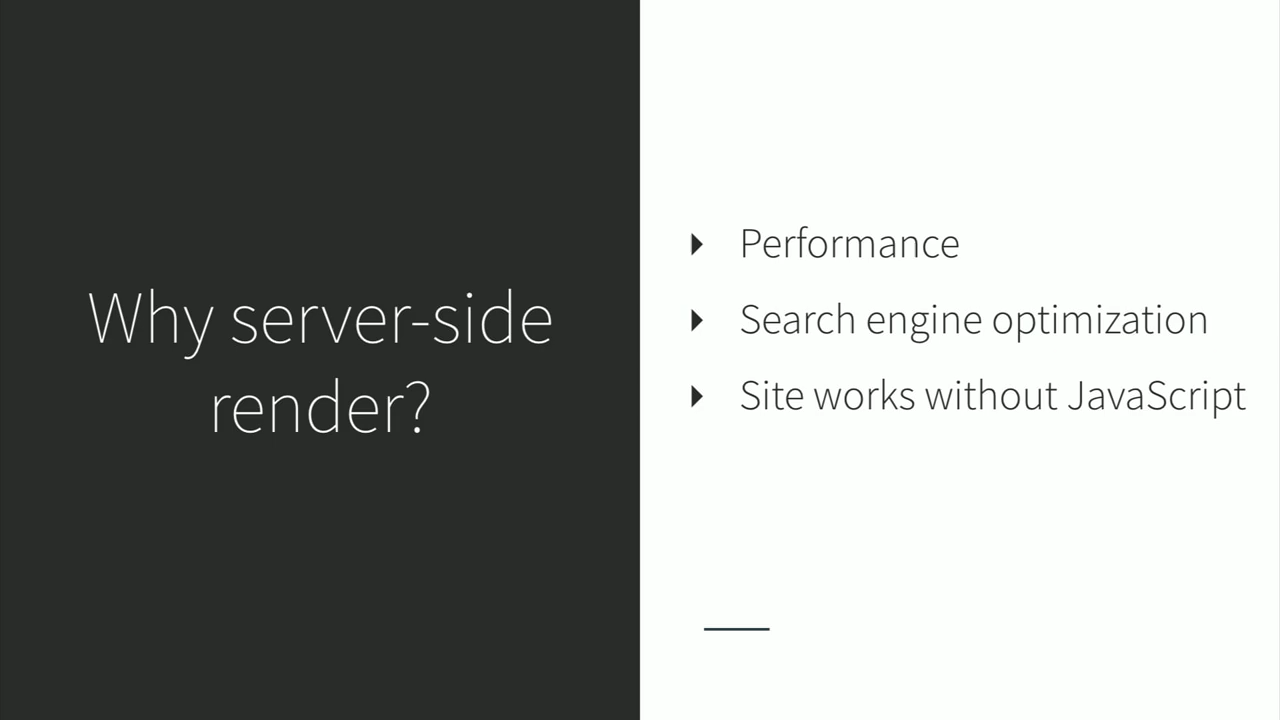 Why server-side
render?
Performance
Search engine optimization
Site works without JavaScript